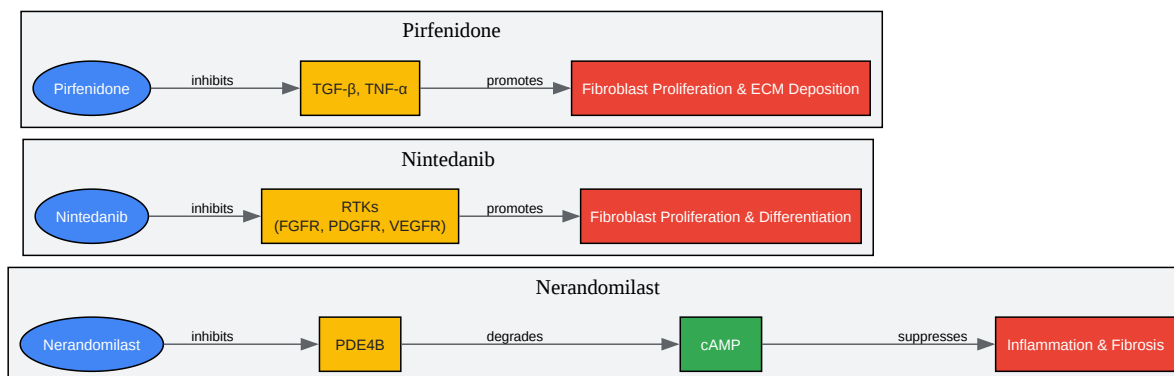 Pirfenidone
Pirfenidone
inhibits
TGF-β, TNF-α
promotes
Fibroblast Proliferation & ECM Deposition
Nintedanib
Nintedanib
inhibits
RTKs
(FGFR, PDGFR, VEGFR)
promotes
Fibroblast Proliferation & Differentiation
Nerandomilast
Nerandomilast
inhibits
PDE4B
degrades
cAMP
suppresses
Inflammation & Fibrosis